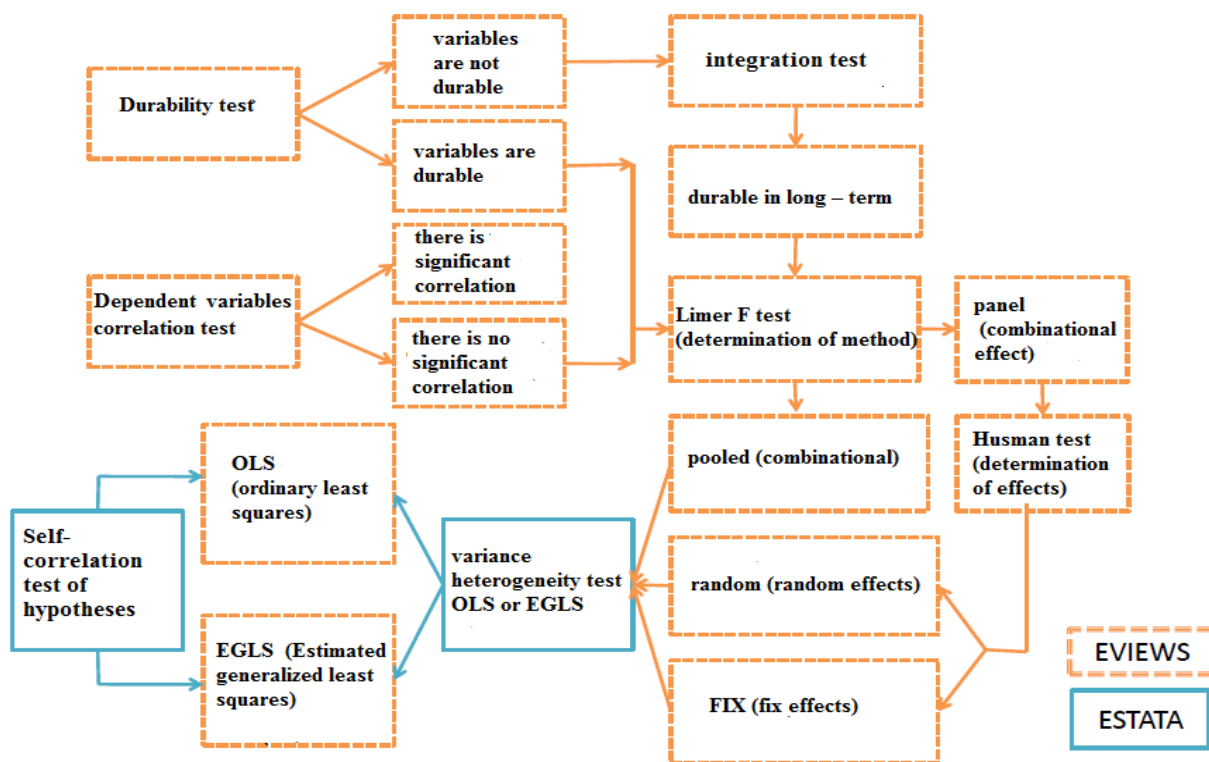 Durability test
variables
are not
durable
integration test
variables are
durable
durable in long – term
there is
significant
correlation
Dependent variables
correlation test
there is no
significant
correlation
Limer F test
(determination of method)
panel
(combinational
effect)
pooled (combinational)
Husman test
(determination
of effects)
OLS
(ordinary least
squares)
Self-
correlation
test of
hypotheses
variance
heterogeneity test
OLS or EGLS
random (random effects)
EGLS (Estimated
generalized least
squares)
FIX (fix effects)
EVIEWS
ESTATA